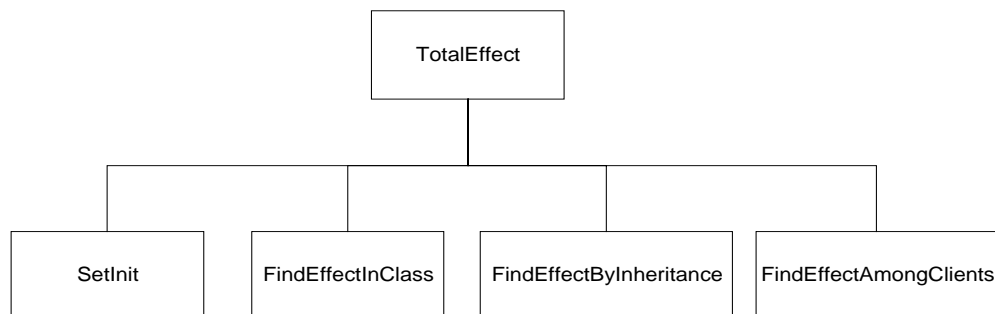 TotalEffect
SetInit
FindEffectInClass
FindEffectByInheritance
FindEffectAmongClients